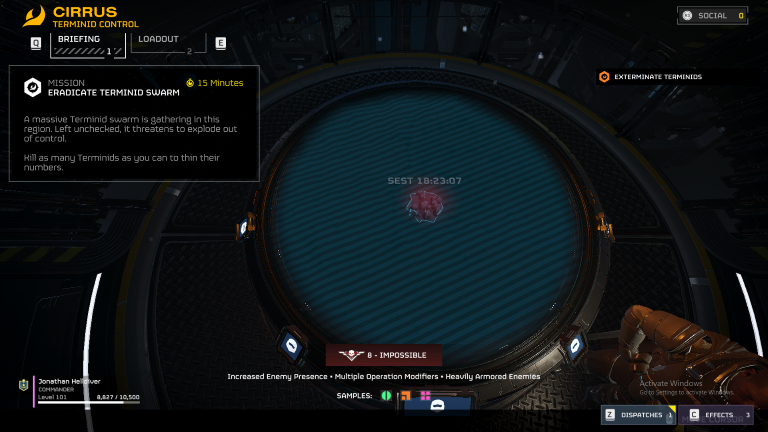 CIRRUS
TERMINID CONTROL
SOCIAL 0
Q
BRIEFING
1
LOADOUT
2
E
MISSION
ERADICATE TERMINID SWARM
15 Minutes
A massive Terminid swarm is gathering in this
region. Left unchecked, it threatens to explode out
of control.
Kill as many Terminids as you can to thin their
numbers.
EXTERMINATE TERMINIDS
SEST 18:23:07
8 - IMPOSSIBLE
Increased Enemy Presence • Multiple Operation Modifiers • Heavily Armored Enemies
SAMPLES:
Jonathan Helldiver
COMMANDER
Level 101
8,827 / 10,500
Activate Windows
Go to Settings to activate Windows.
Z DISPATCHES 1
C EFFECTS 3
MOVE CURSOR